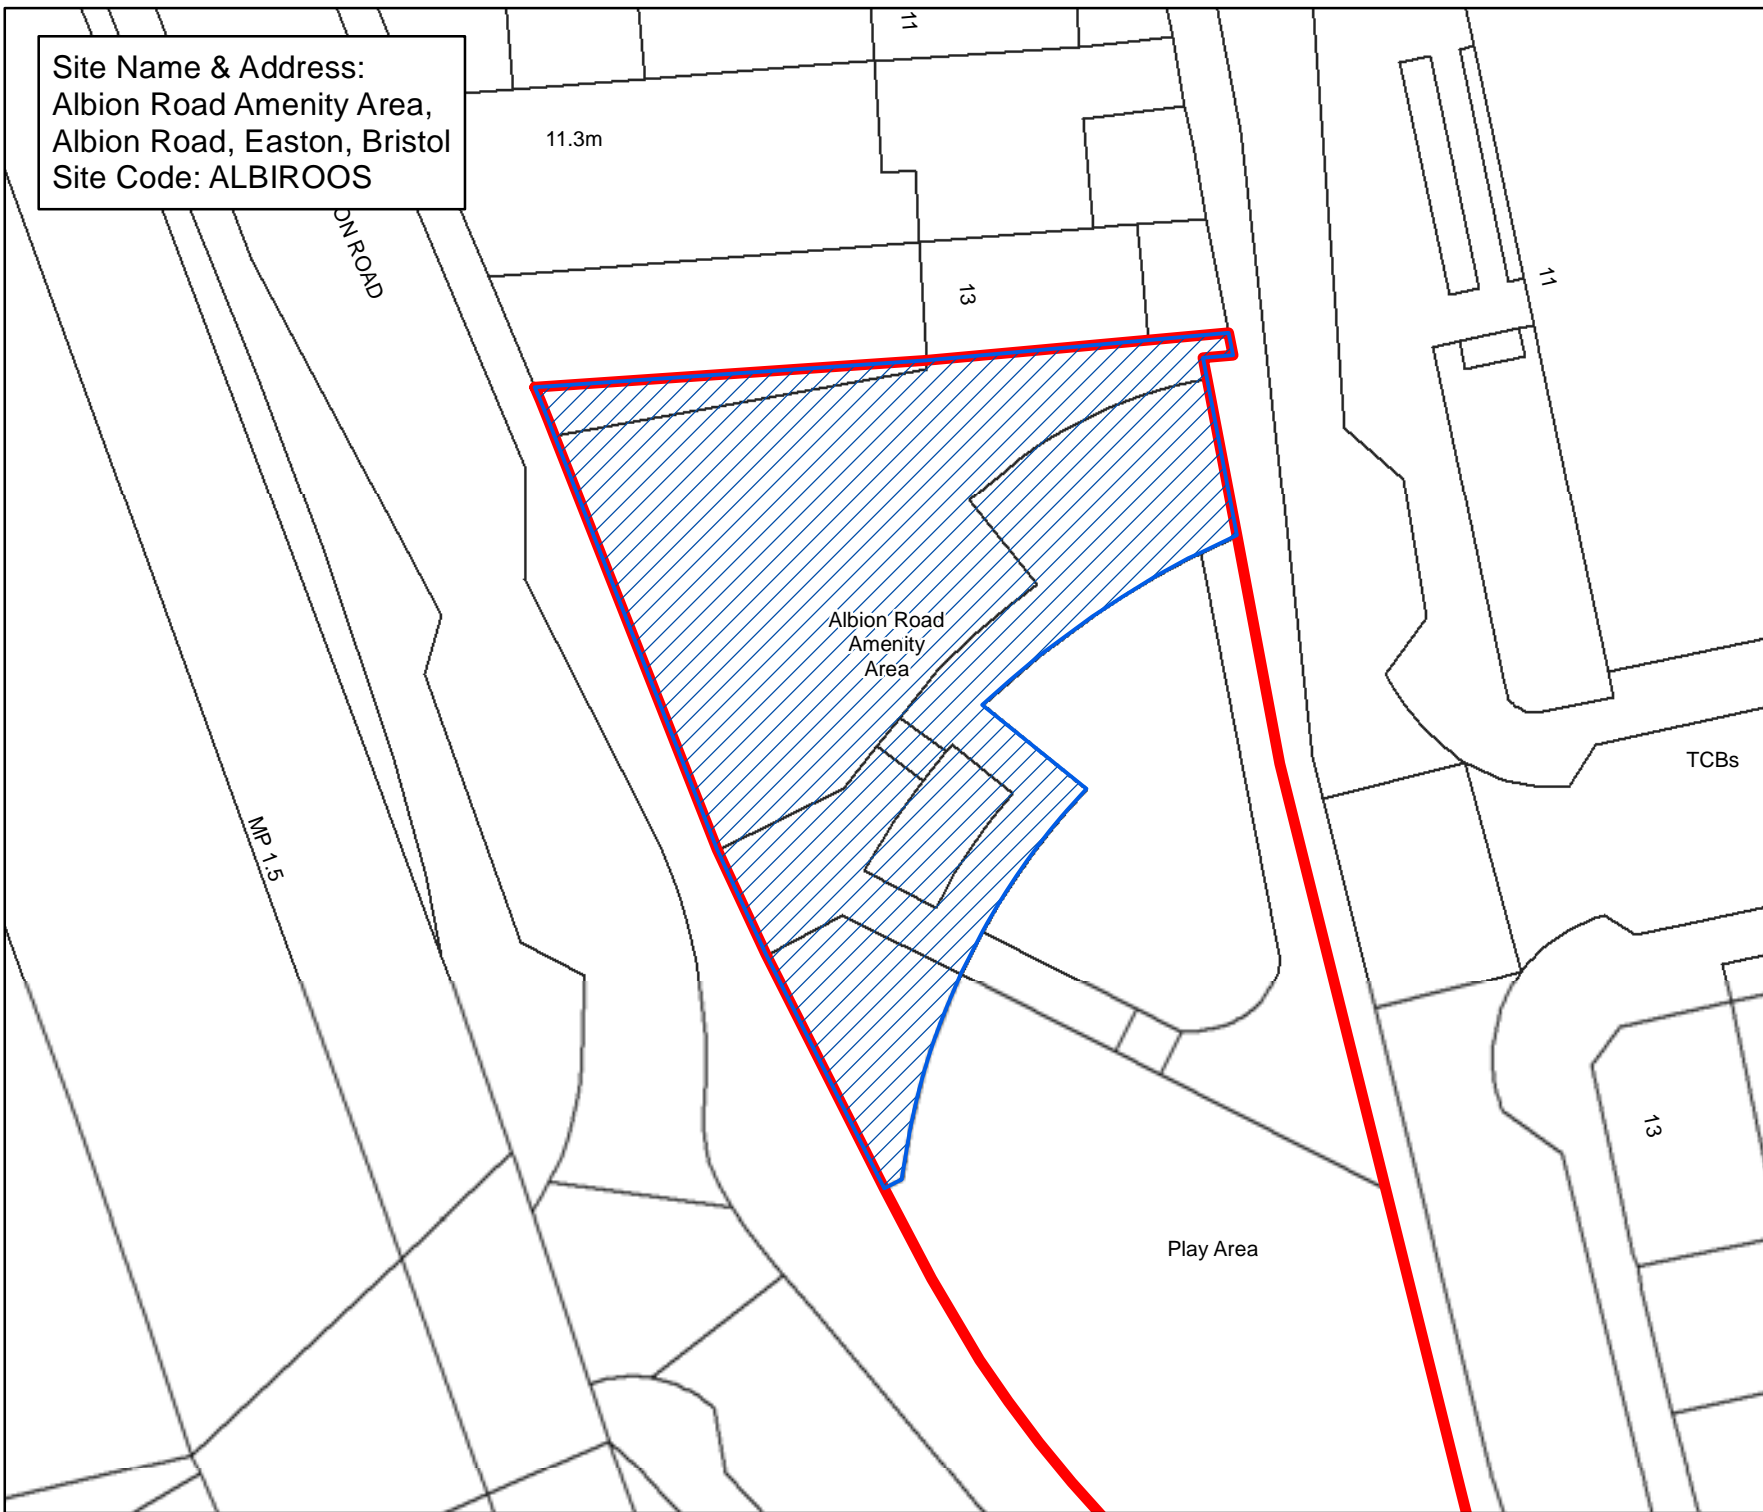 11
Site Name & Address:
Albion Road Amenity Area,
Albion Road, Easton, Bristol
Site Code: ALBIROOS
11.3m
ON ROAD
13
11
Albion Road
Amenity
Area
TCBs
MP 1.5
13
Play Area